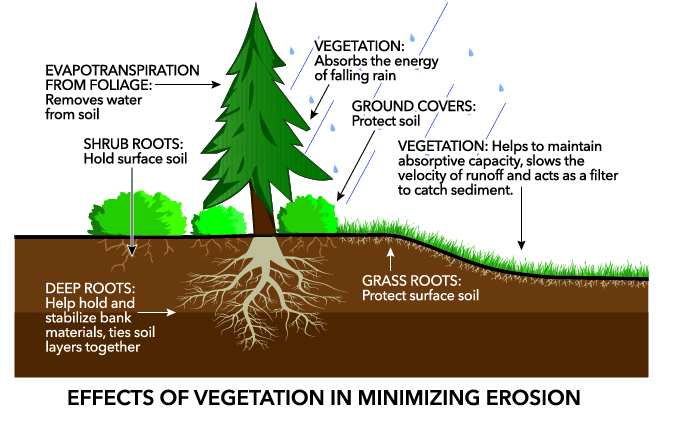 VEGETATION:
Absorbs the energy
of falling rain
EVAPOTRANSPIRATION
FROM FOLIAGE:
Removes water
from soil
GROUND COVERS:
Protect soil
SHRUB ROOTS:
Hold surface soil
VEGETATION: Helps to maintain
absorptive capacity, slows the
velocity of runoff and acts as a filter
to catch sediment.
DEEP ROOTS:
Help hold and
stabilize bank
materials, ties soil
layers together
GRASS ROOTS:
Protect surface soil
EFFECTS OF VEGETATION IN MINIMIZING EROSION